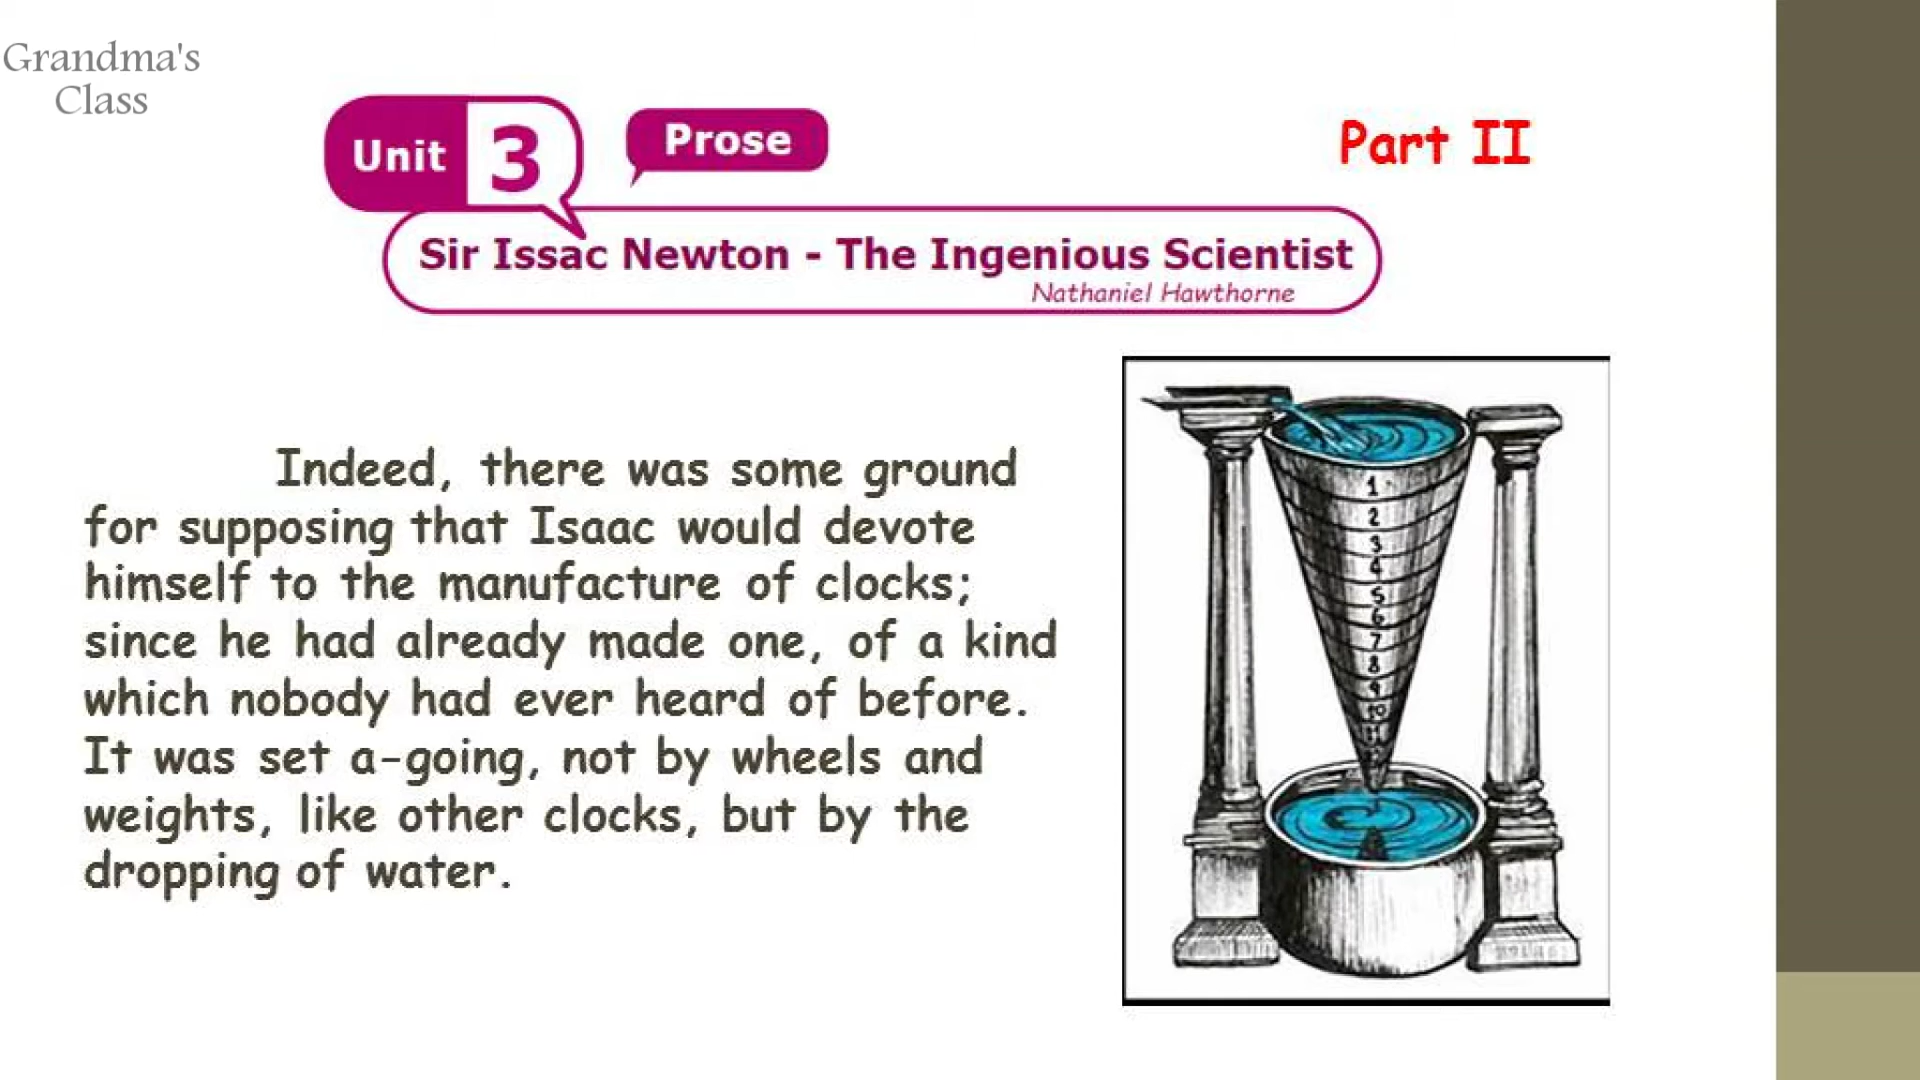 Grandma's
Class
Unit 3
Prose
Part II
Sir Issac Newton - The Ingenious Scientist
Nathaniel Hawthorne
Indeed, there was some ground
for supposing that Isaac would devote
himself to the manufacture of clocks;
since he had already made one, of a kind
which nobody had ever heard of before.
It was set a-going, not by wheels and
weights, like other clocks, but by the
dropping of water.
1
2
3
4
5
6
7
8
9
10
11